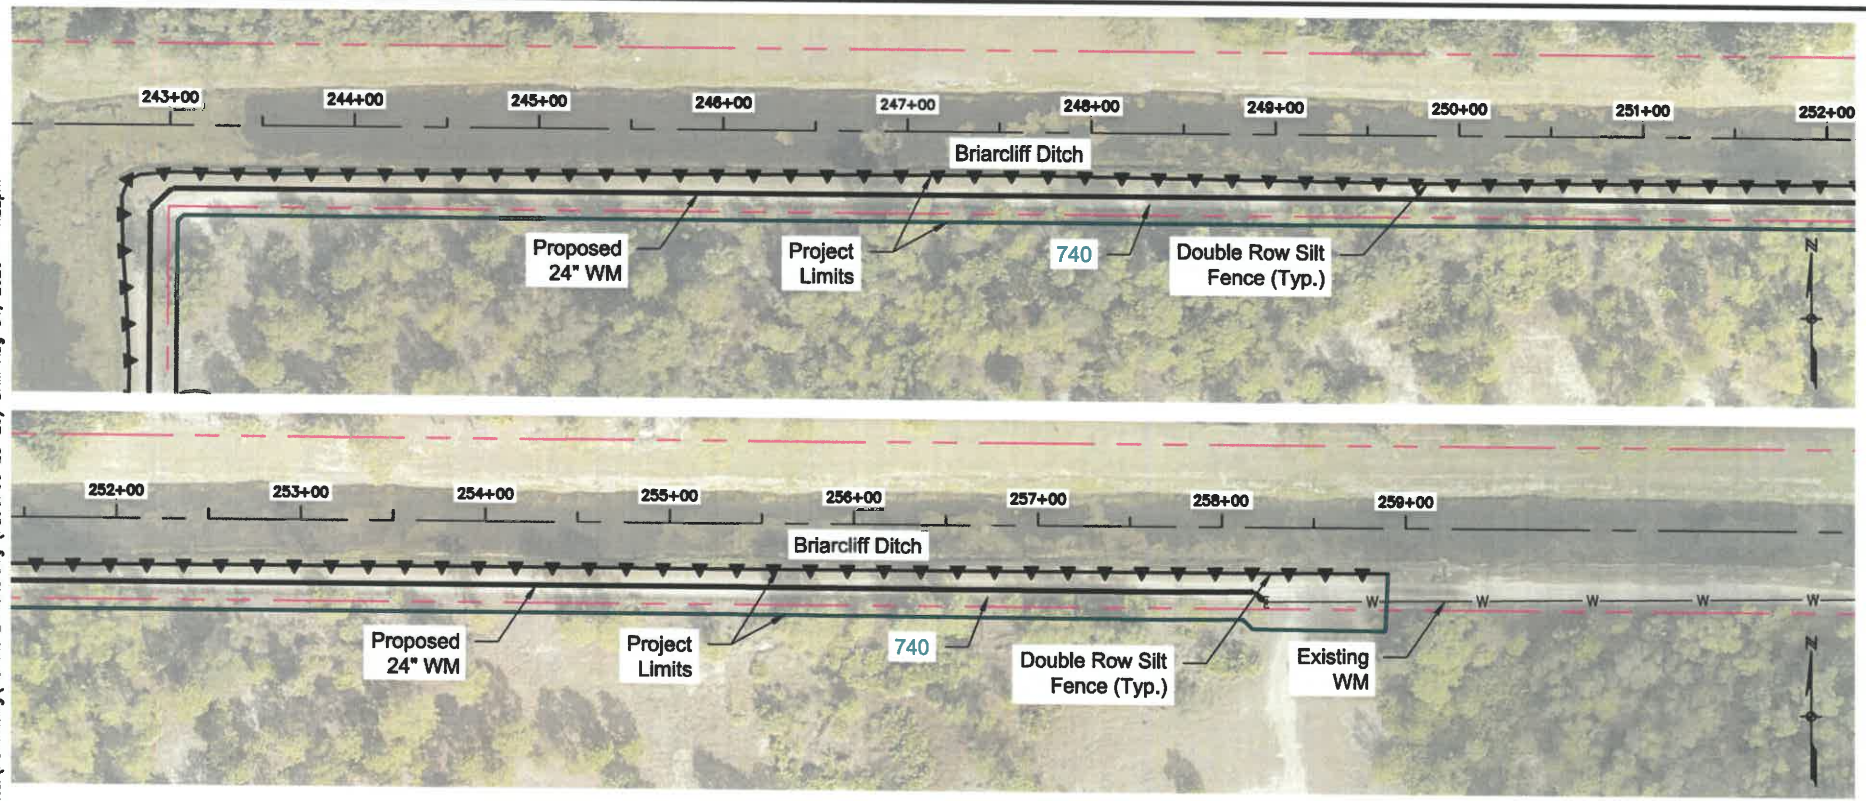 243+00 244+00 245+00 246+00 247+00 248+00 249+00 250+00 251+00 252+00
Briarcliff Ditch
Proposed
24" WM
Project
Limits
740
Double Row Silt
Fence (Typ.)
N
252+00 253+00 254+00 255+00 256+00 257+00 258+00 259+00
Briarcliff Ditch
W W W W W
Proposed
24" WM
Project
Limits
740
Double Row Silt
Fence (Typ.)
Existing
WM
N